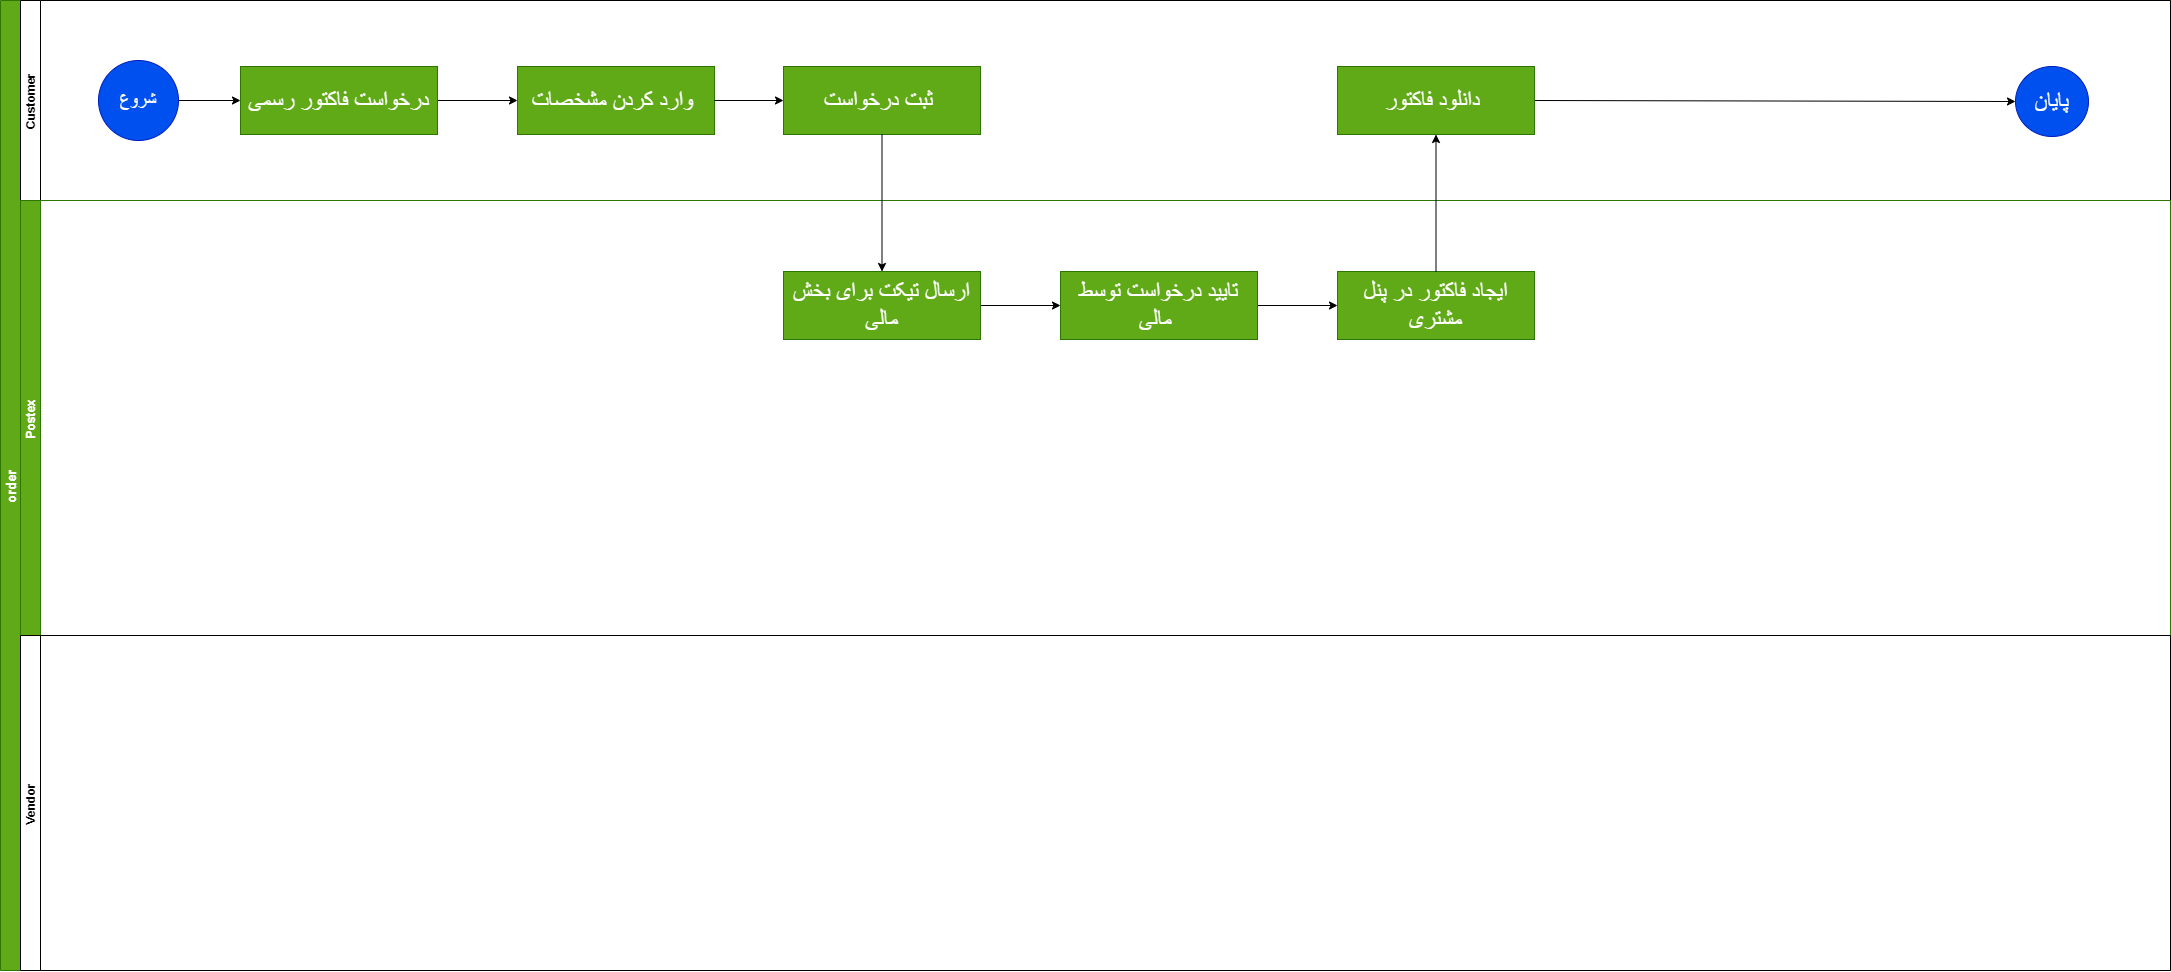 order
Customer
شروع
درخواست فاکتور رسمی
وارد کردن مشخصات
ثبت درخواست
دانلود فاکتور
پایان
Postex
ارسال تیکت برای بخش
مالی
تایید درخواست توسط
مالی
ایجاد فاکتور در پنل
مشتری
Vendor